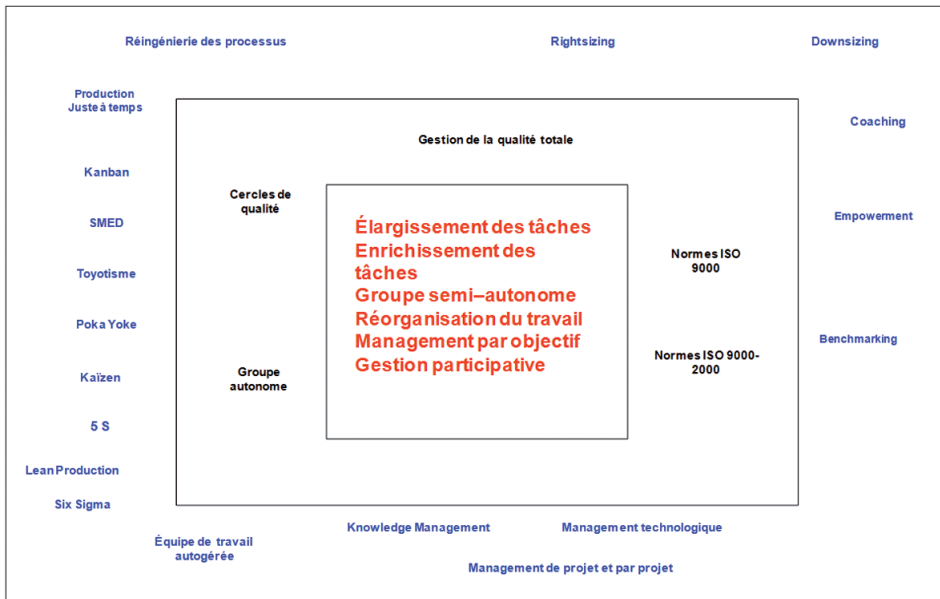 Réingénierie des processus
Rightsizing
Downsizing
Production
Juste à temps
Coaching
Gestion de la qualité totale
Kanban
Cercles de
qualité
SMED
Élargissement des tâches
Enrichissement des
tâches
Groupe semi–autonome
Réorganisation du travail
Management par objectif
Gestion participative
Empowerment
Normes ISO
9000
Toyotisme
Poka Yoke
Benchmarking
Normes ISO 9000-
2000
Groupe
autonome
Kaïzen
5 S
Lean Production
Six Sigma
Équipe de travail
autogérée
Knowledge Management
Management technologique
Management de projet et par projet